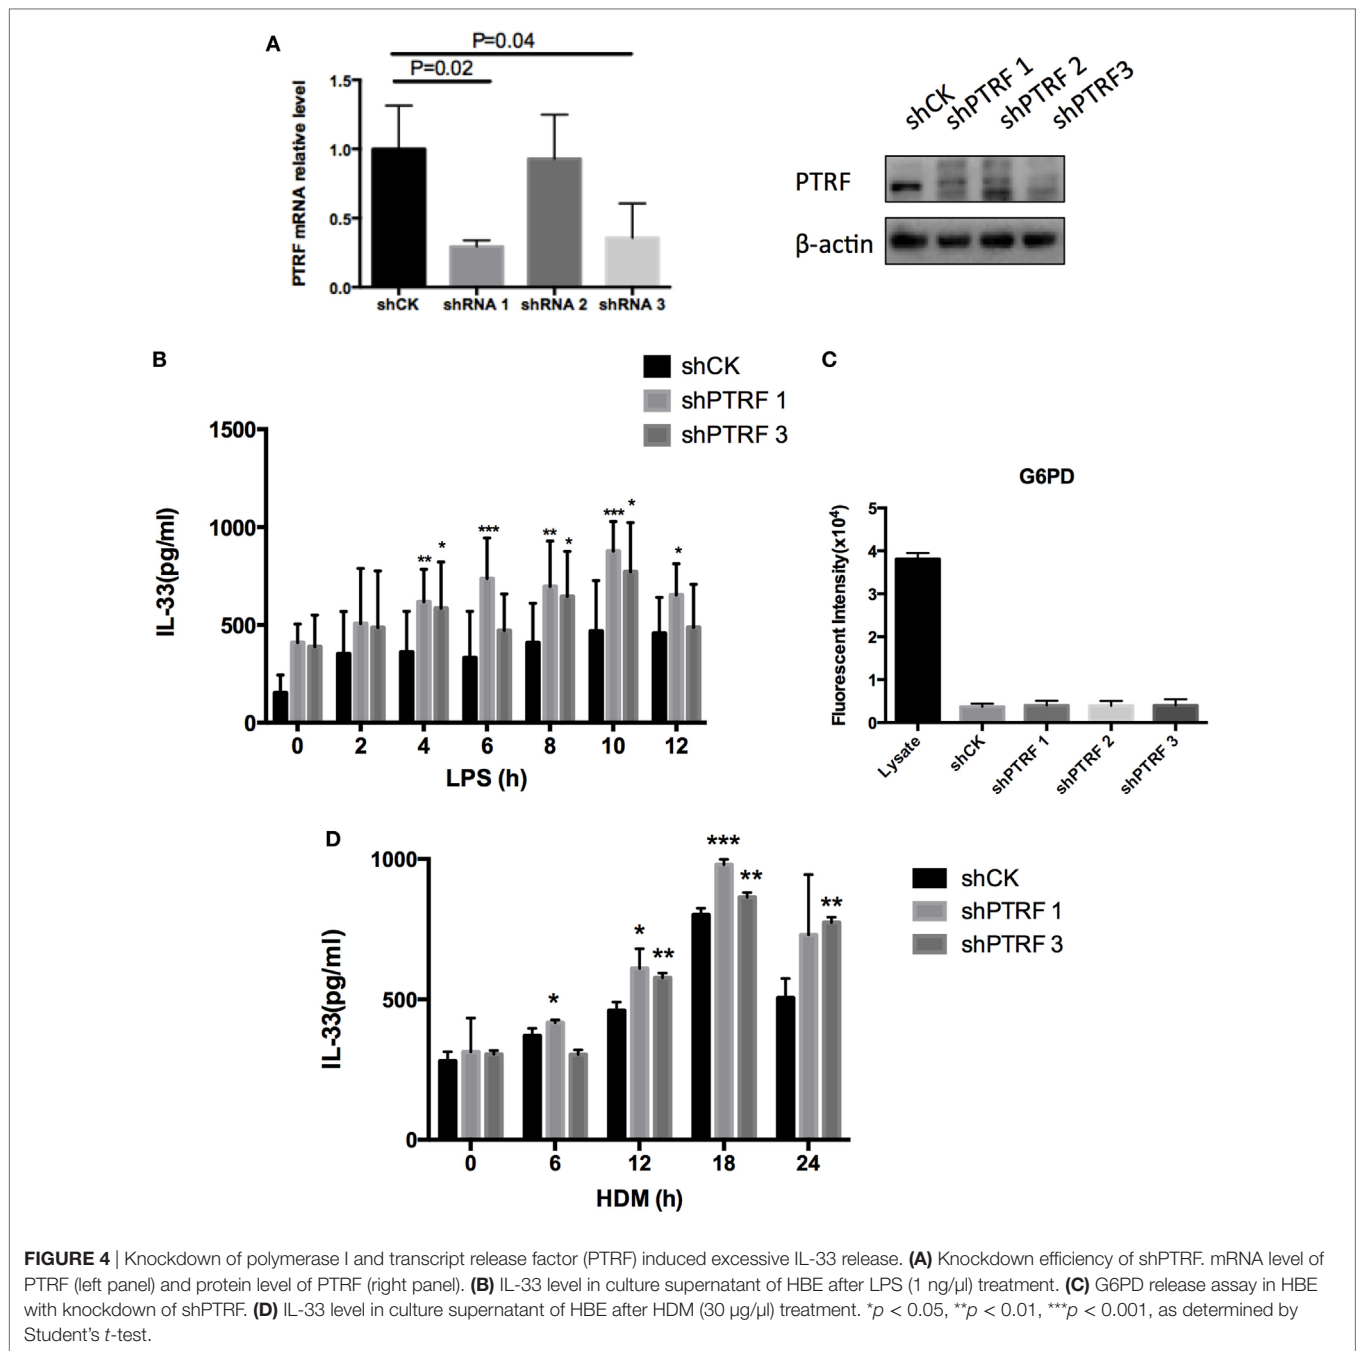 A
P=0.04
P=0.02
PTRF mRNA relative level
1.5
1.0
0.5
0.0
shCK
shRNA 1
shRNA 2
shRNA 3
shCK
shPTRF 1
shPTRF 2
shPTRF3
PTRF
β-actin
B
shCK
shPTRF 1
shPTRF 3
IL-33(pg/ml)
1500
1000
500
0
** * *** ** * *** * *
0 2 4 6 8 10 12
LPS (h)
C
G6PD
Fluorescent Intensity(x10⁴)
5
4
3
2
1
0
Lysate
shCK
shPTRF 1
shPTRF 2
shPTRF 3
D
shCK
shPTRF 1
shPTRF 3
IL-33(pg/ml)
1000
500
0
* * ** *** ** **
0 6 12 18 24
HDM (h)
FIGURE 4 | Knockdown of polymerase I and transcript release factor (PTRF) induced excessive IL-33 release. (A) Knockdown efficiency of shPTRF. mRNA level of
PTRF (left panel) and protein level of PTRF (right panel). (B) IL-33 level in culture supernatant of HBE after LPS (1 ng/µl) treatment. (C) G6PD release assay in HBE
with knockdown of shPTRF. (D) IL-33 level in culture supernatant of HBE after HDM (30 µg/µl) treatment. *p < 0.05, **p < 0.01, ***p < 0.001, as determined by
Student's t-test.